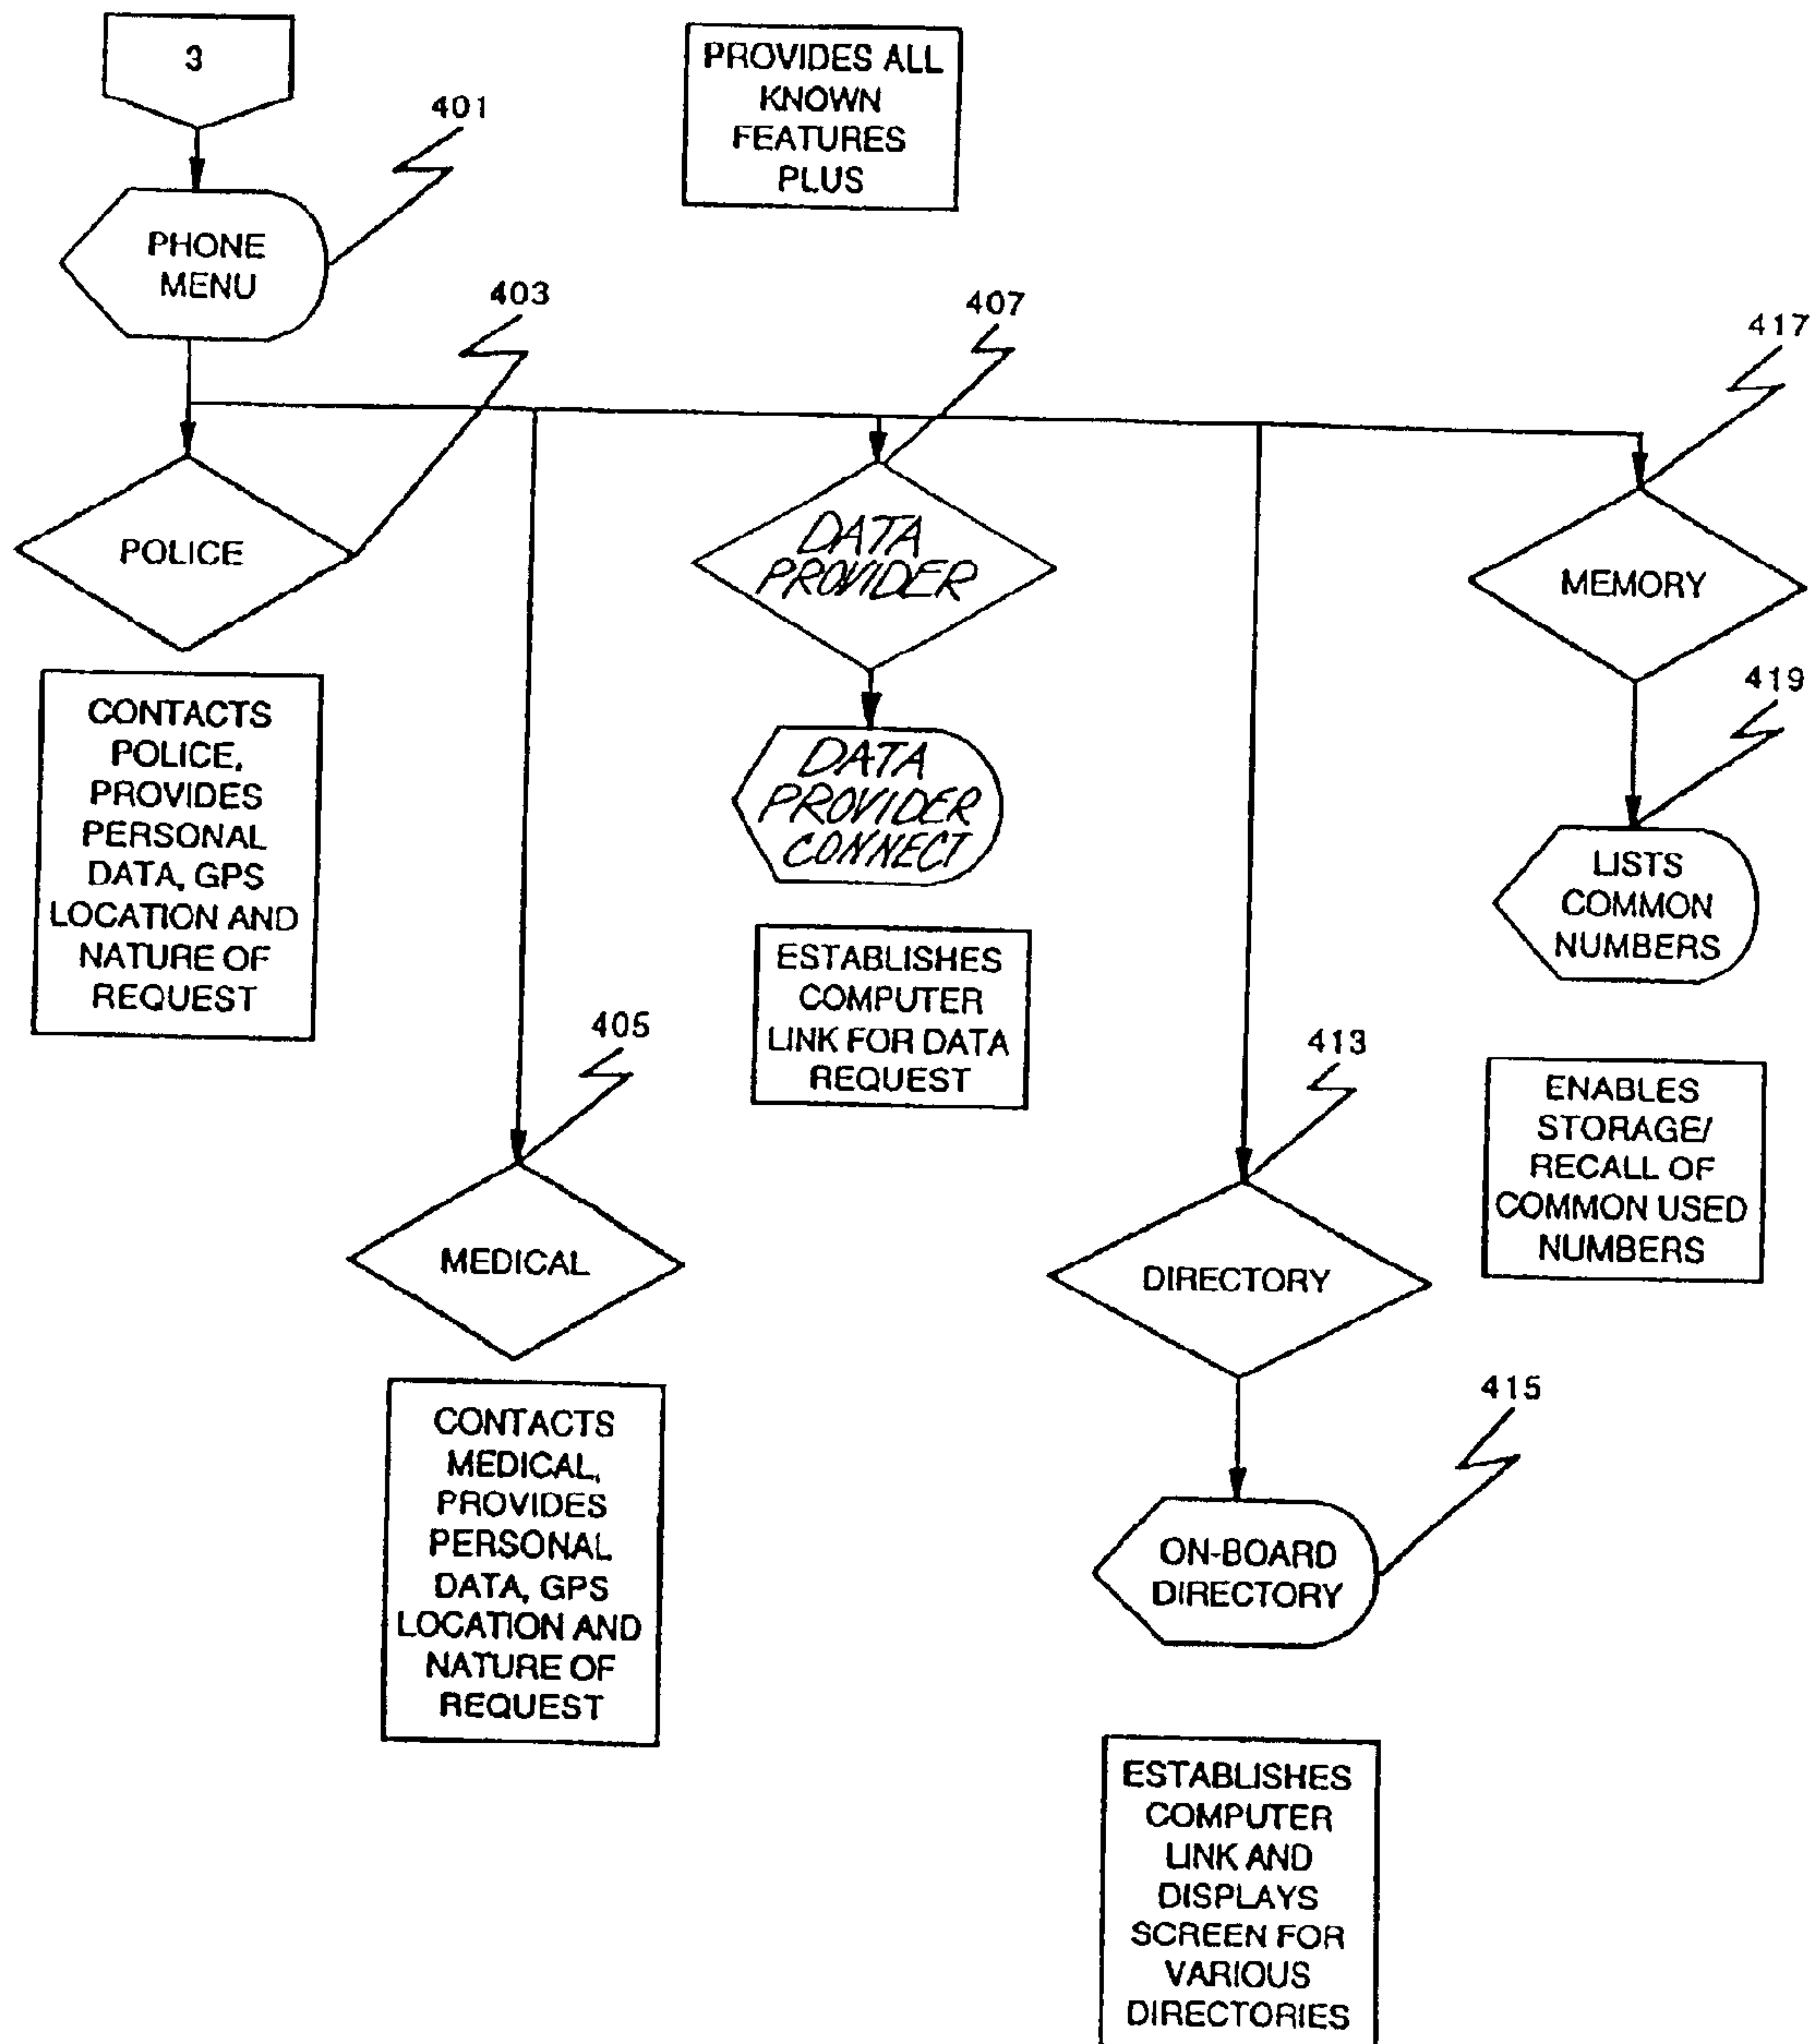 3
PROVIDES ALL
KNOWN
FEATURES
PLUS
401
PHONE
MENU
403
407
417
POLICE
DATA
PROVIDER
MEMORY
CONTACTS
POLICE,
PROVIDES
PERSONAL
DATA, GPS
LOCATION AND
NATURE OF
REQUEST
DATA
PROVIDER
CONNECT
419
LISTS
COMMON
NUMBERS
ESTABLISHES
COMPUTER
LINK FOR DATA
REQUEST
405
413
ENABLES
STORAGE/
RECALL OF
COMMON USED
NUMBERS
MEDICAL
DIRECTORY
CONTACTS
MEDICAL,
PROVIDES
PERSONAL
DATA, GPS
LOCATION AND
NATURE OF
REQUEST
415
ON-BOARD
DIRECTORY
ESTABLISHES
COMPUTER
LINK AND
DISPLAYS
SCREEN FOR
VARIOUS
DIRECTORIES